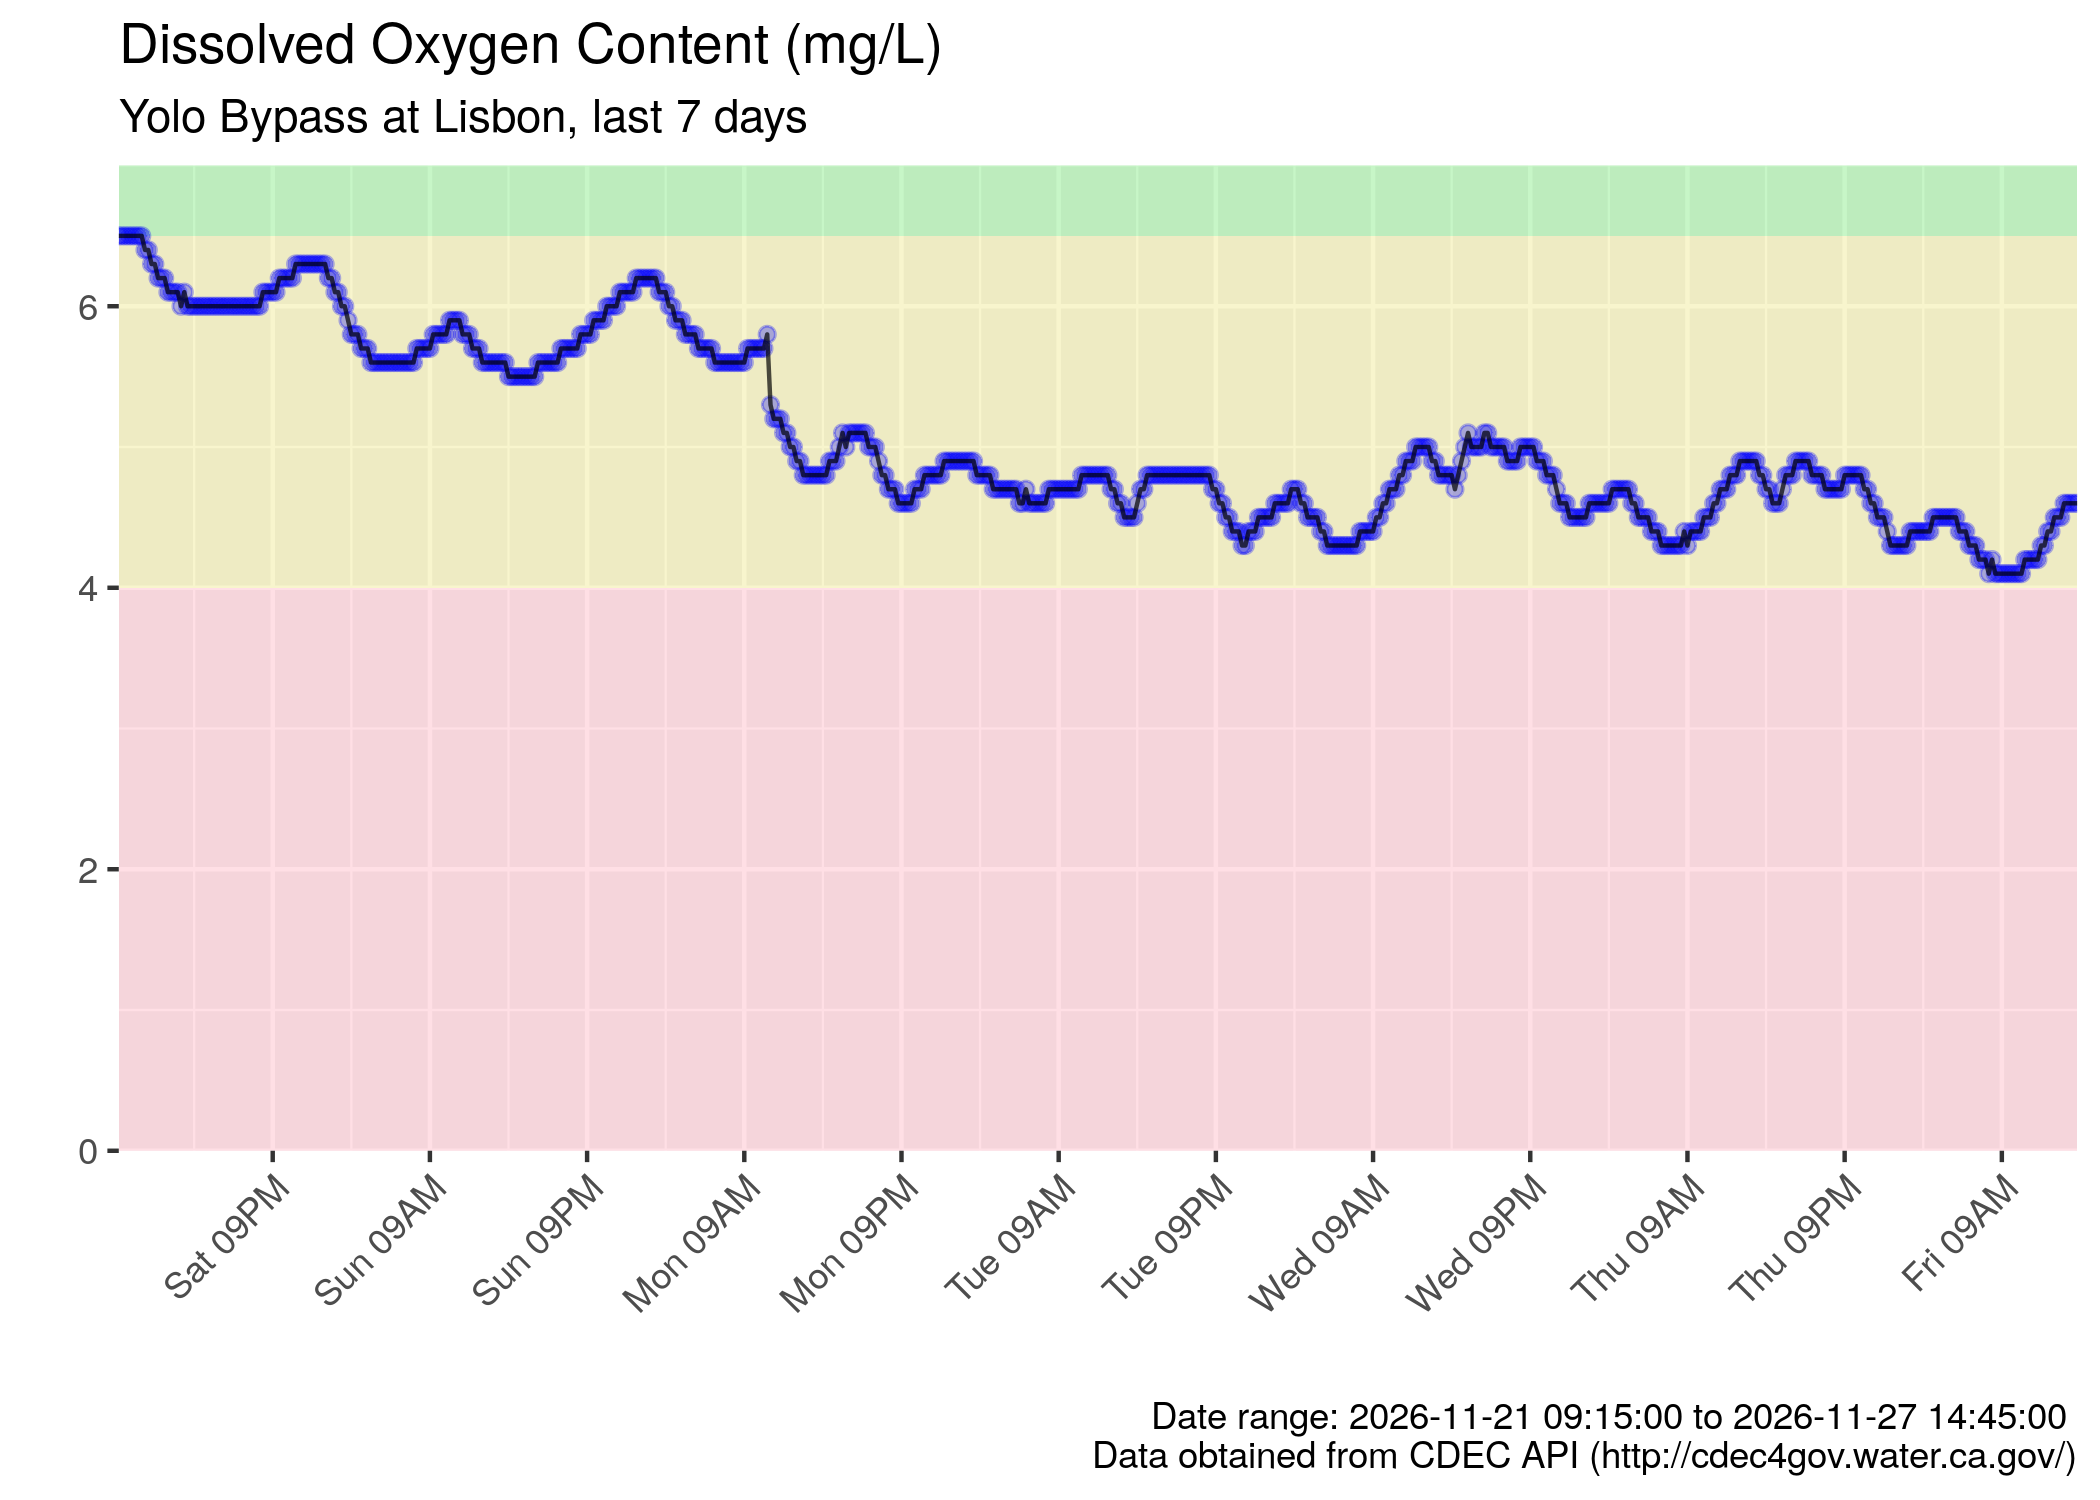 Dissolved Oxygen Content (mg/L)
Yolo Bypass at Lisbon, last 7 days
6
4
2
0
Sat 09PM
Sun 09AM
Sun 09PM
Mon 09AM
Mon 09PM
Tue 09AM
Tue 09PM
Wed 09AM
Wed 09PM
Thu 09AM
Thu 09PM
Fri 09AM
Date range: 2026-11-21 09:15:00 to 2026-11-27 14:45:00
Data obtained from CDEC API (http://cdec4gov.water.ca.gov/)